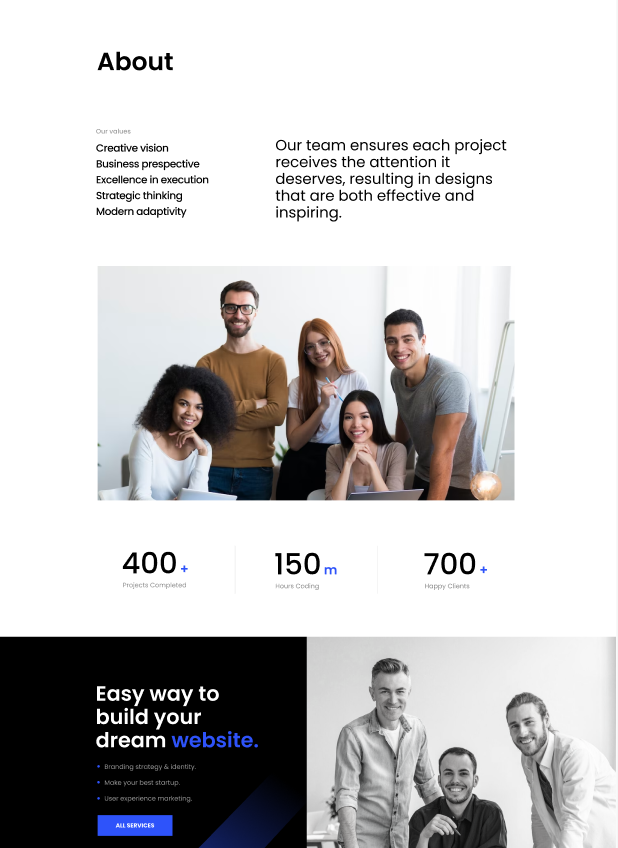 About
Our values
Creative vision
Business prespective
Excellence in execution
Strategic thinking
Modern adaptivity
Our team ensures each project
receives the attention it
deserves, resulting in designs
that are both effective and
inspiring.
400 +
Projects Completed
150 m
Hours Coding
700 +
Happy Clients
Easy way to
build your
dream website.
Branding strategy & identity.
Make your best startup.
User experience marketing.
ALL SERVICES